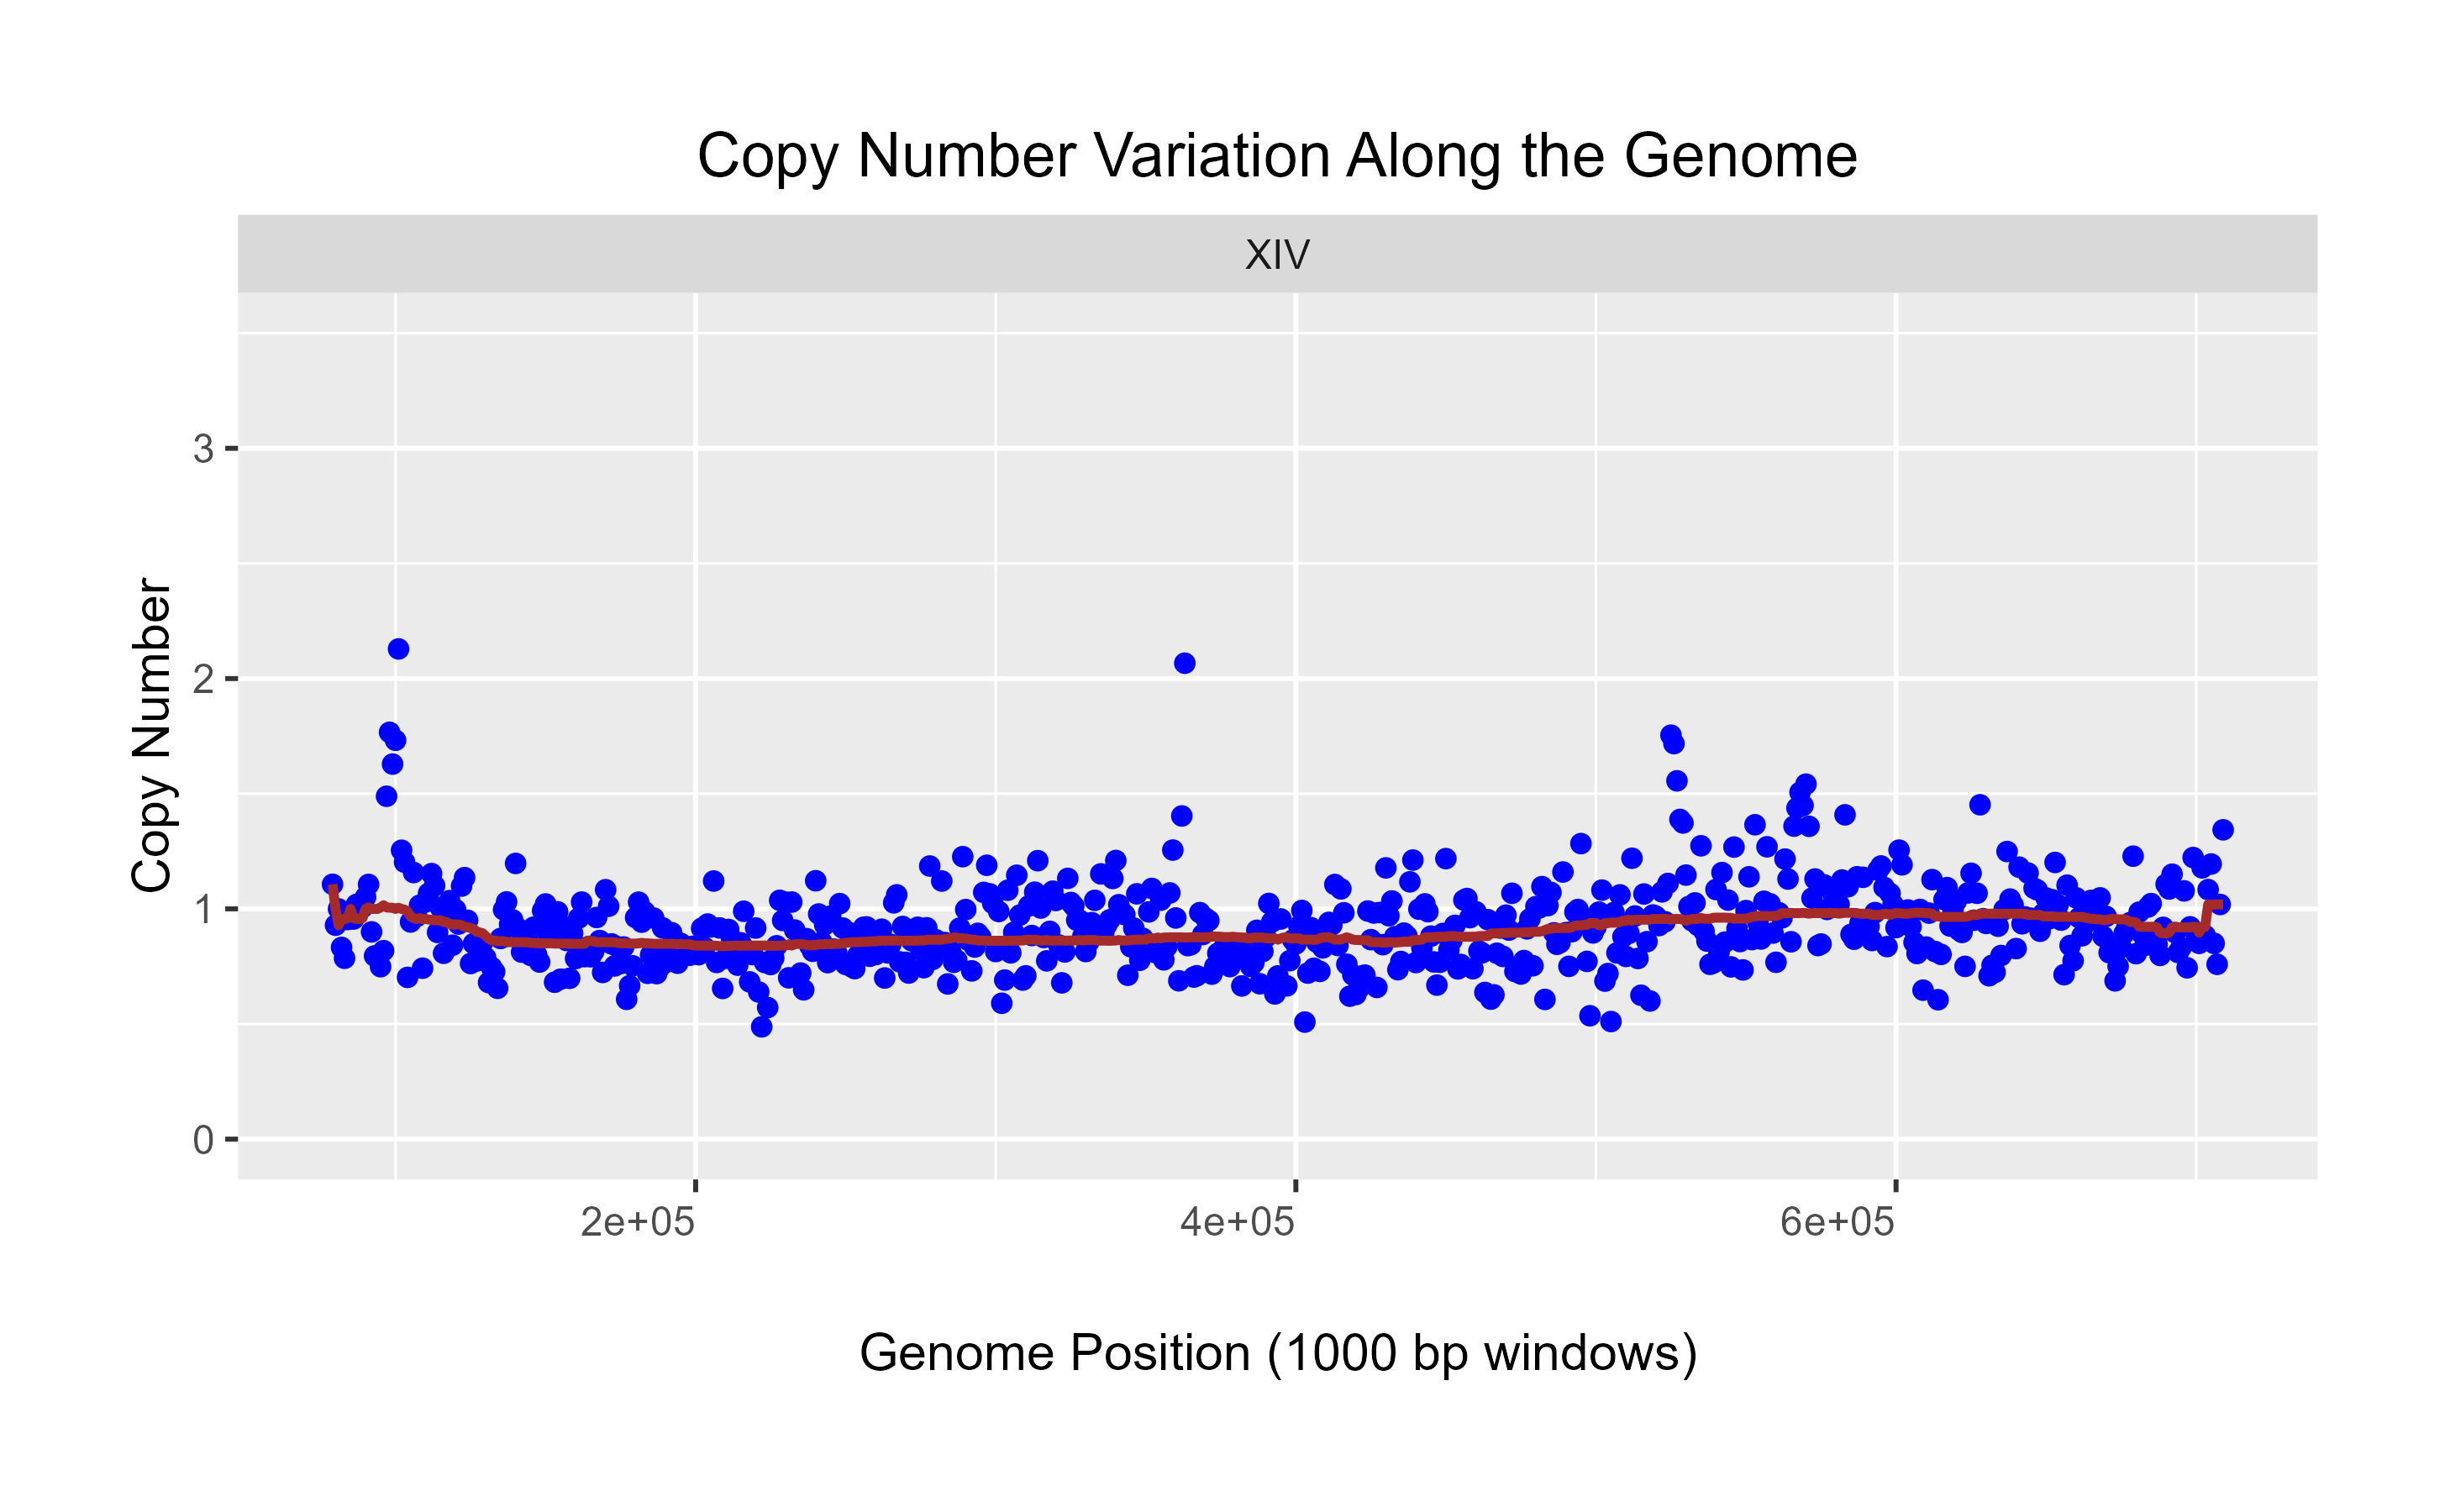 Copy Number Variation Along the Genome
XIV
Copy Number
3
2
1
0
2e+05
4e+05
6e+05
Genome Position (1000 bp windows)